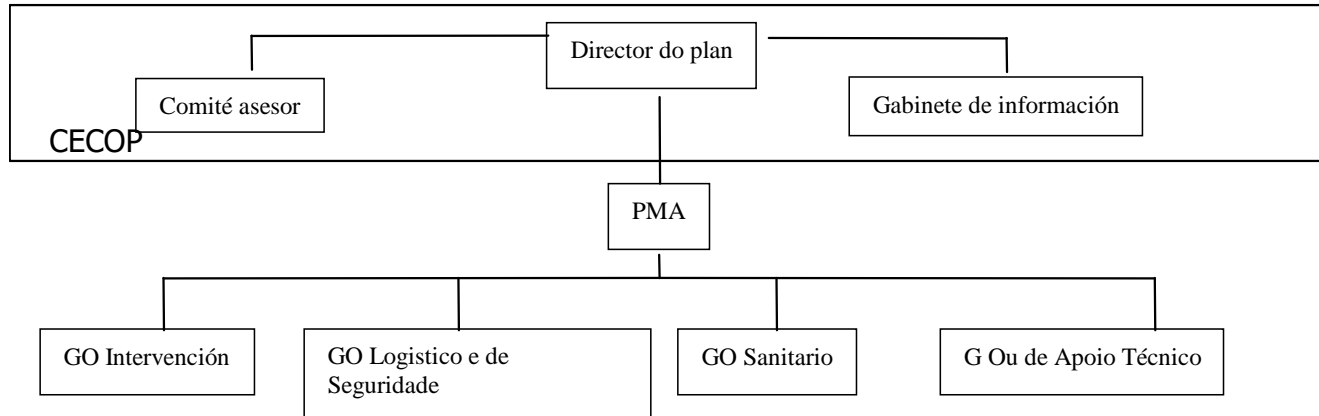 Director do plan
Comité asesor
Gabinete de información
CECOP
PMA
GO Intervención
GO Logistico e de
Seguridade
GO Sanitario
G Ou de Apoio Técnico